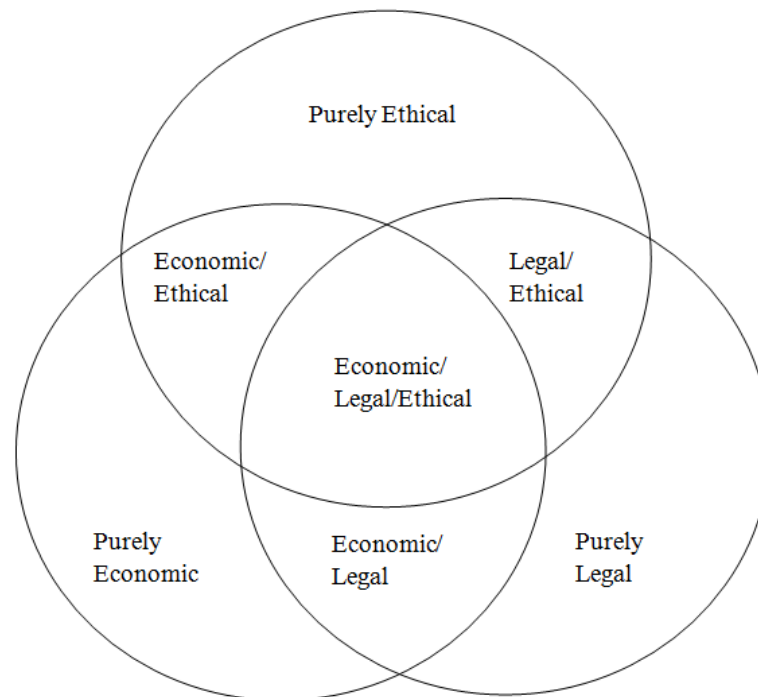 Purely Ethical
Economic/
Ethical
Legal/
Ethical
Economic/
Legal/Ethical
Purely
Economic
Economic/
Legal
Purely
Legal